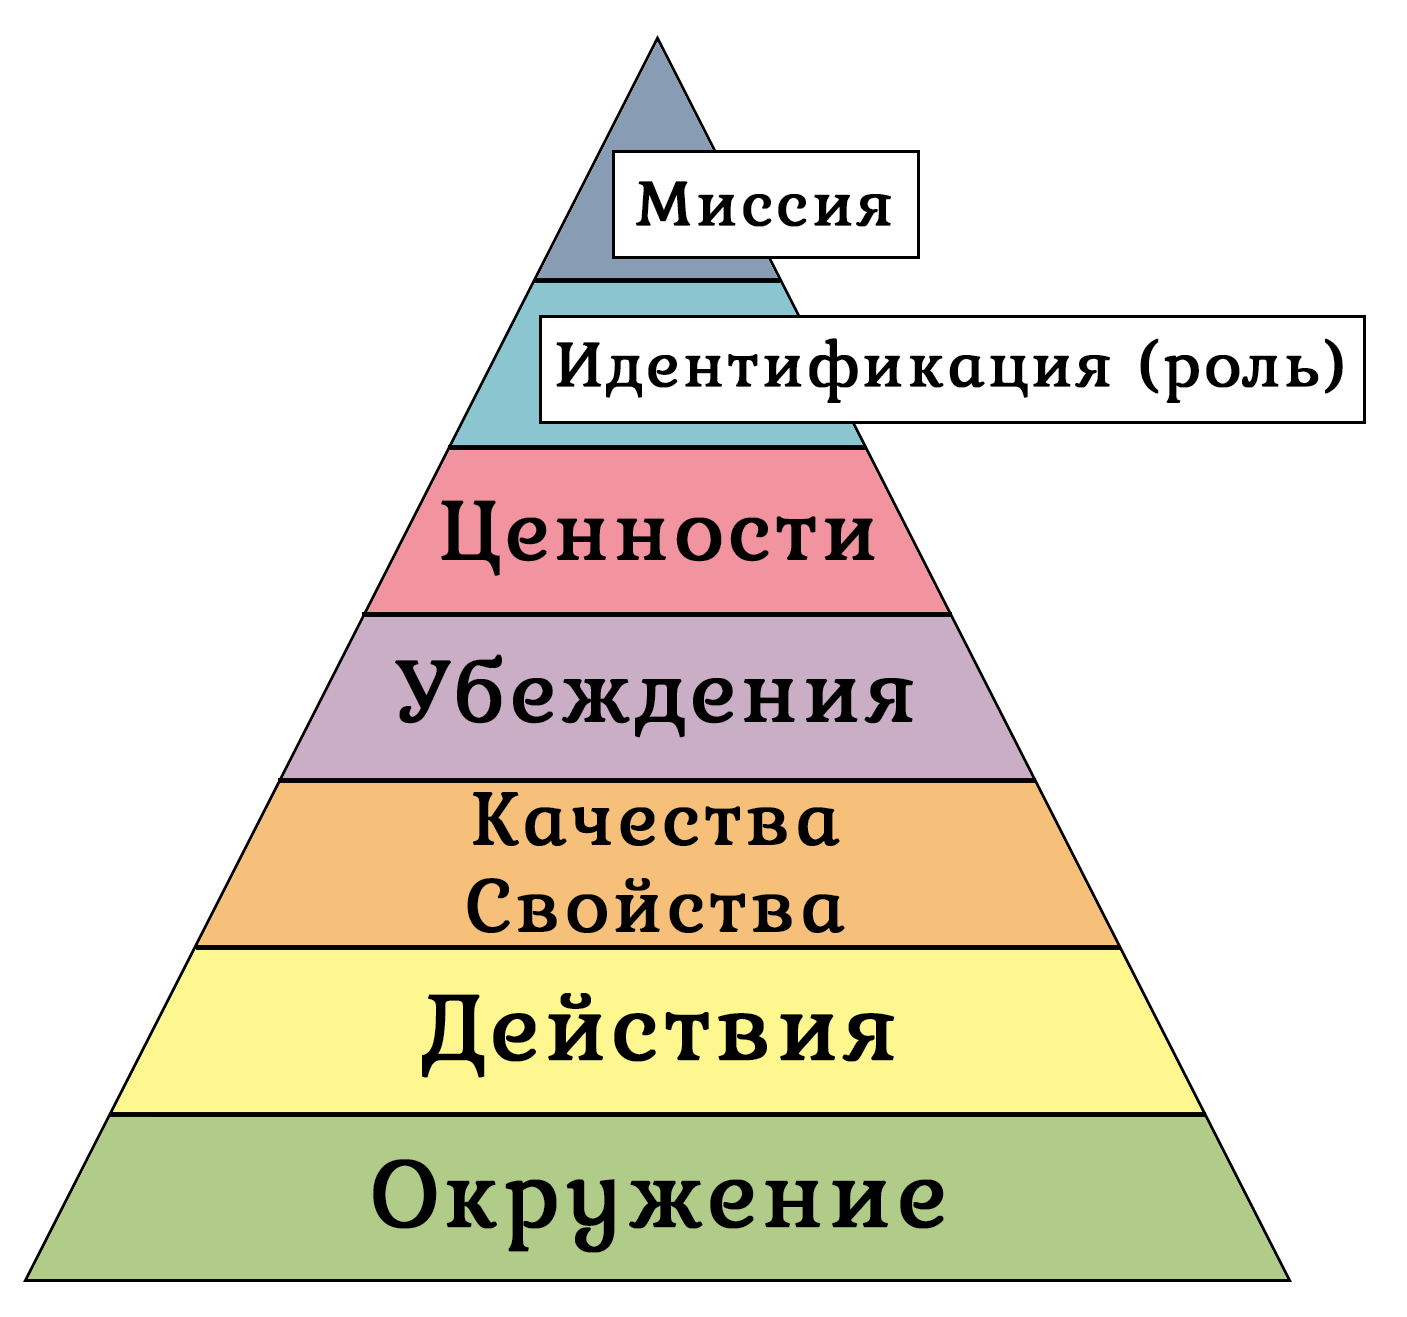 Миссия
Идентификация (роль)
Ценности
Убеждения
Качества
Свойства
Действия
Окружение